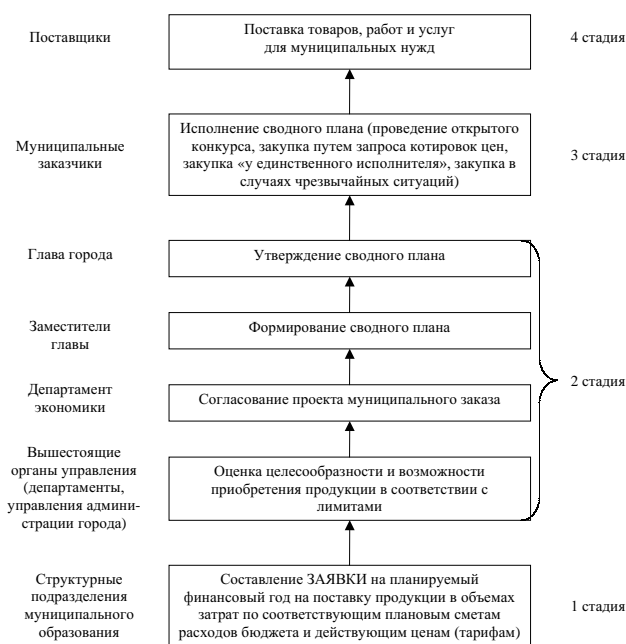 Поставщики
Поставка товаров, работ и услуг
для муниципальных нужд
4 стадия
Муниципальные
заказчики
Исполнение сводного плана (проведение открытого
конкурса, закупка путем запроса котировок цен,
закупка «у единственного исполнителя», закупка в
случаях чрезвычайных ситуаций)
3 стадия
Глава города
Утверждение сводного плана
Заместители
главы
Формирование сводного плана
Департамент
экономики
Согласование проекта муниципального заказа
2 стадия
Вышестоящие
органы управления
(департаменты,
управления админи-
страции города)
Оценка целесообразности и возможности
приобретения продукции в соответствии с
лимитами
Структурные
подразделения
муниципального
образования
Составление ЗАЯВКИ на планируемый
финансовый год на поставку продукции в объемах
затрат по соответствующим плановым сметам
расходов бюджета и действующим ценам (тарифам)
1 стадия